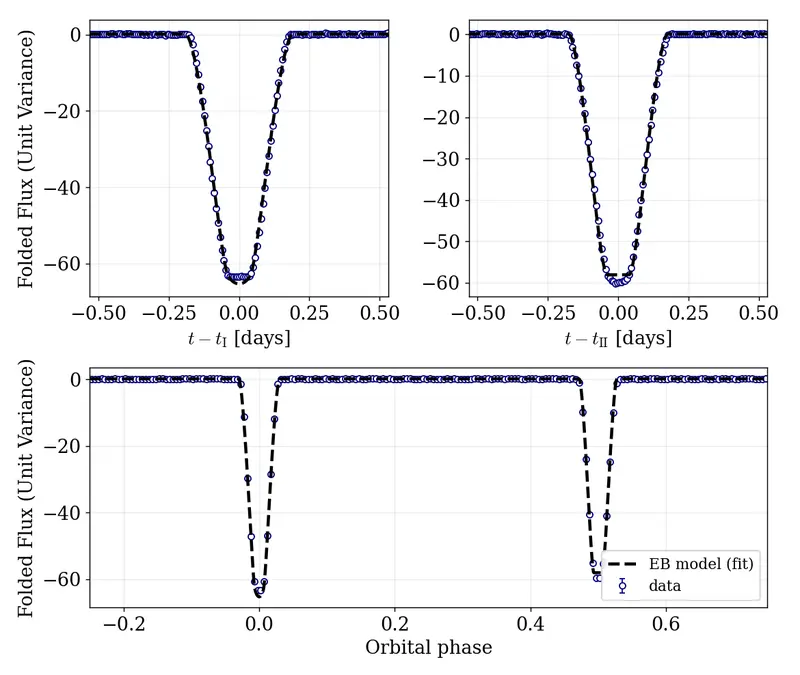 Folded Flux (Unit Variance)
0
−20
−40
−60
−0.50 −0.25 0.00 0.25 0.50
t − t_I [days]
0
−10
−20
−30
−40
−50
−60
−0.50 −0.25 0.00 0.25 0.50
t − t_II [days]
Folded Flux (Unit Variance)
0
−20
−40
−60
EB model (fit)
data
−0.2 0.0 0.2 0.4 0.6
Orbital phase